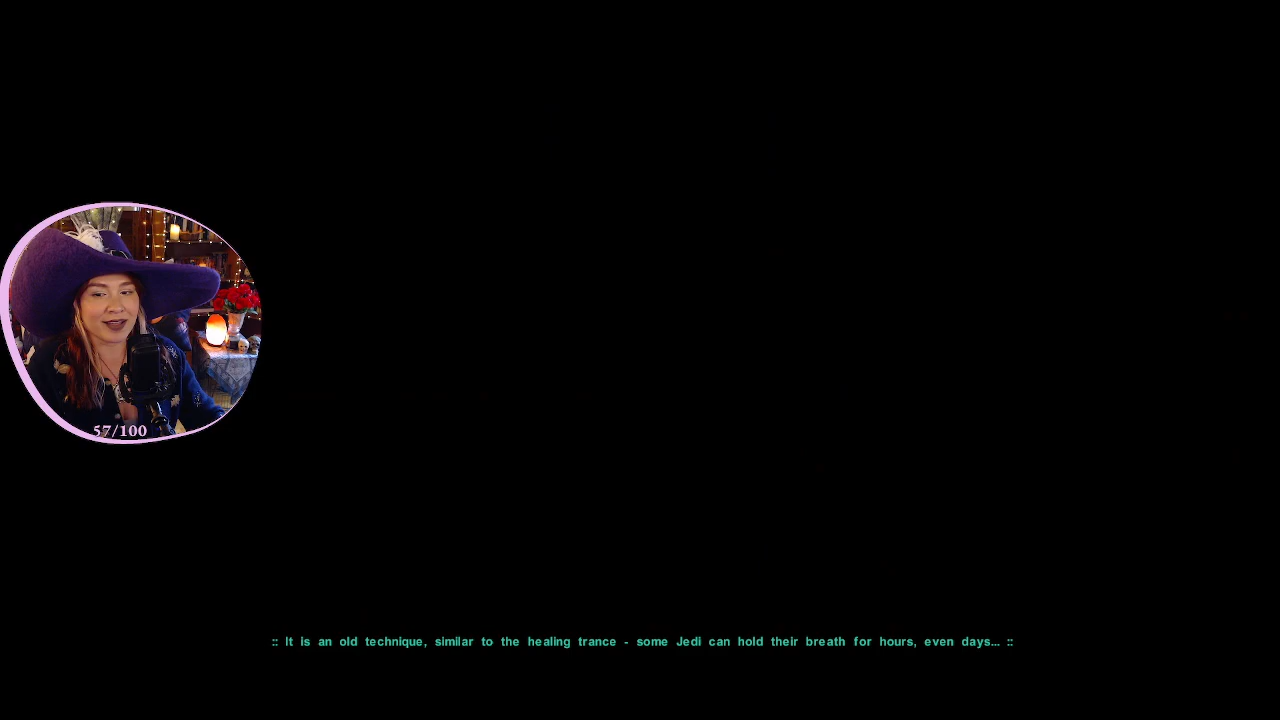 57/100
:: It is an old technique, similar to the healing trance - some Jedi can hold their breath for hours, even days... ::